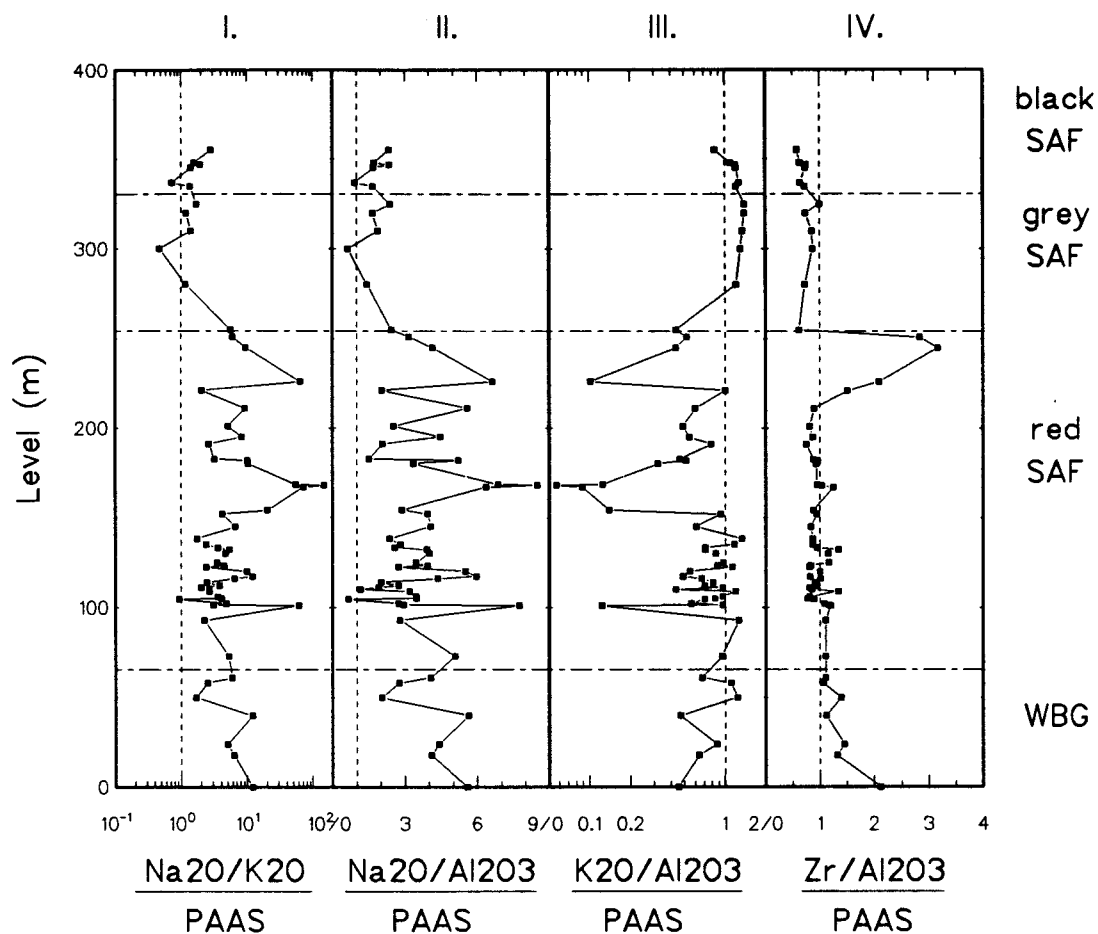 I. II. III. IV.
400
300
200
100
0
Level (m)
black
SAF
grey
SAF
red
SAF
WBG
10-1 100 101 102/0 3 6 9/0 0.1 0.2 1 2/0 1 2 3 4
Na2O/K2O Na2O/Al2O3 K2O/Al2O3 Zr/Al2O3
PAAS PAAS PAAS PAAS